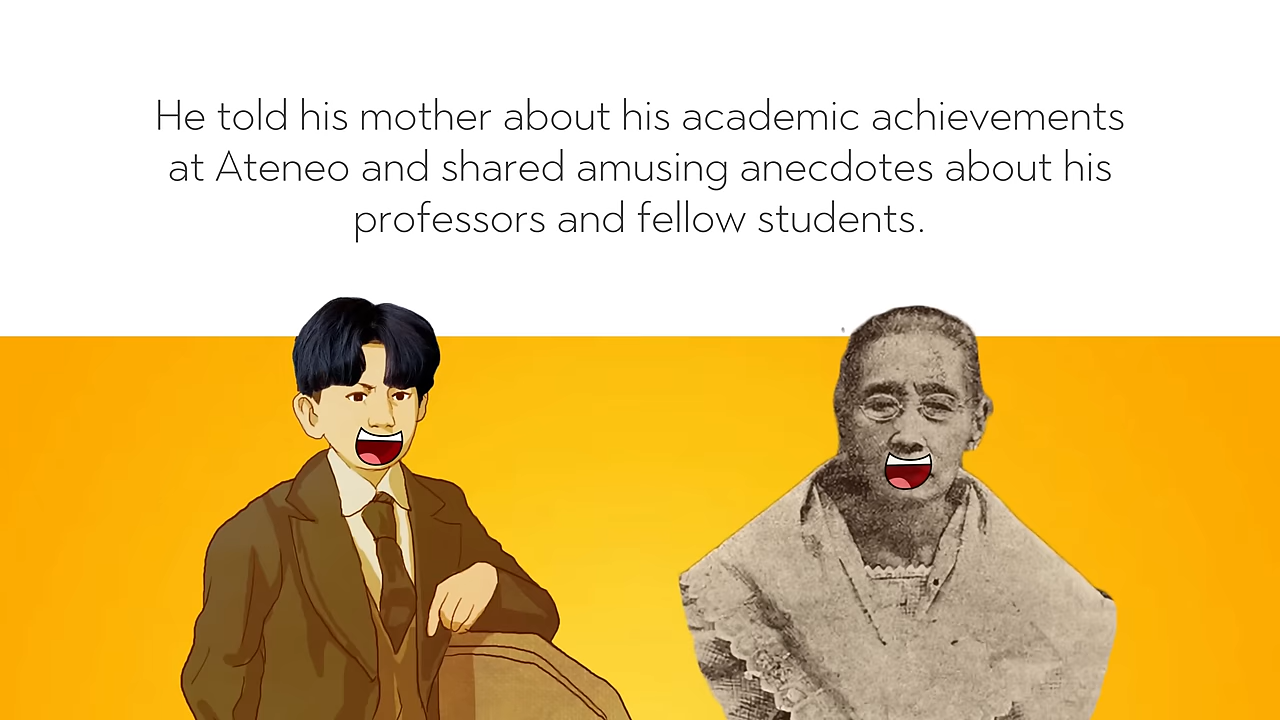 He told his mother about his academic achievements
at Ateneo and shared amusing anecdotes about his
professors and fellow students.